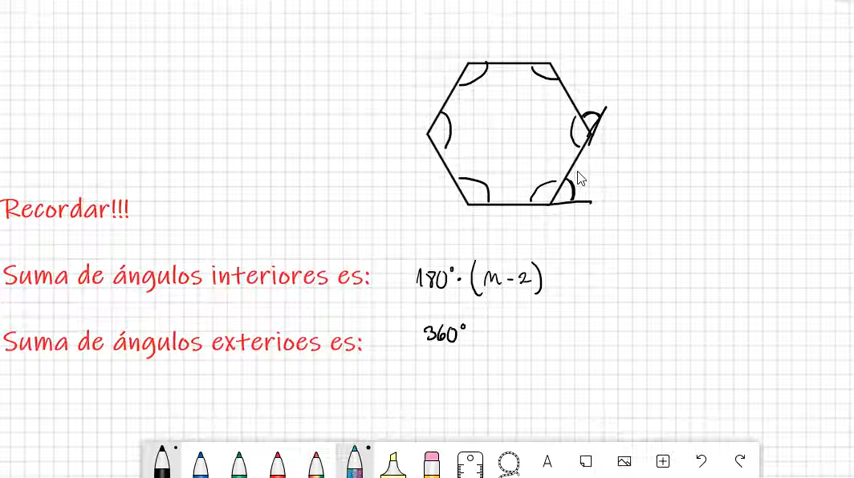 Recordar!!!
Suma de ángulos interiores es: 180°·(n-2)
Suma de ángulos exterioes es: 360°
A